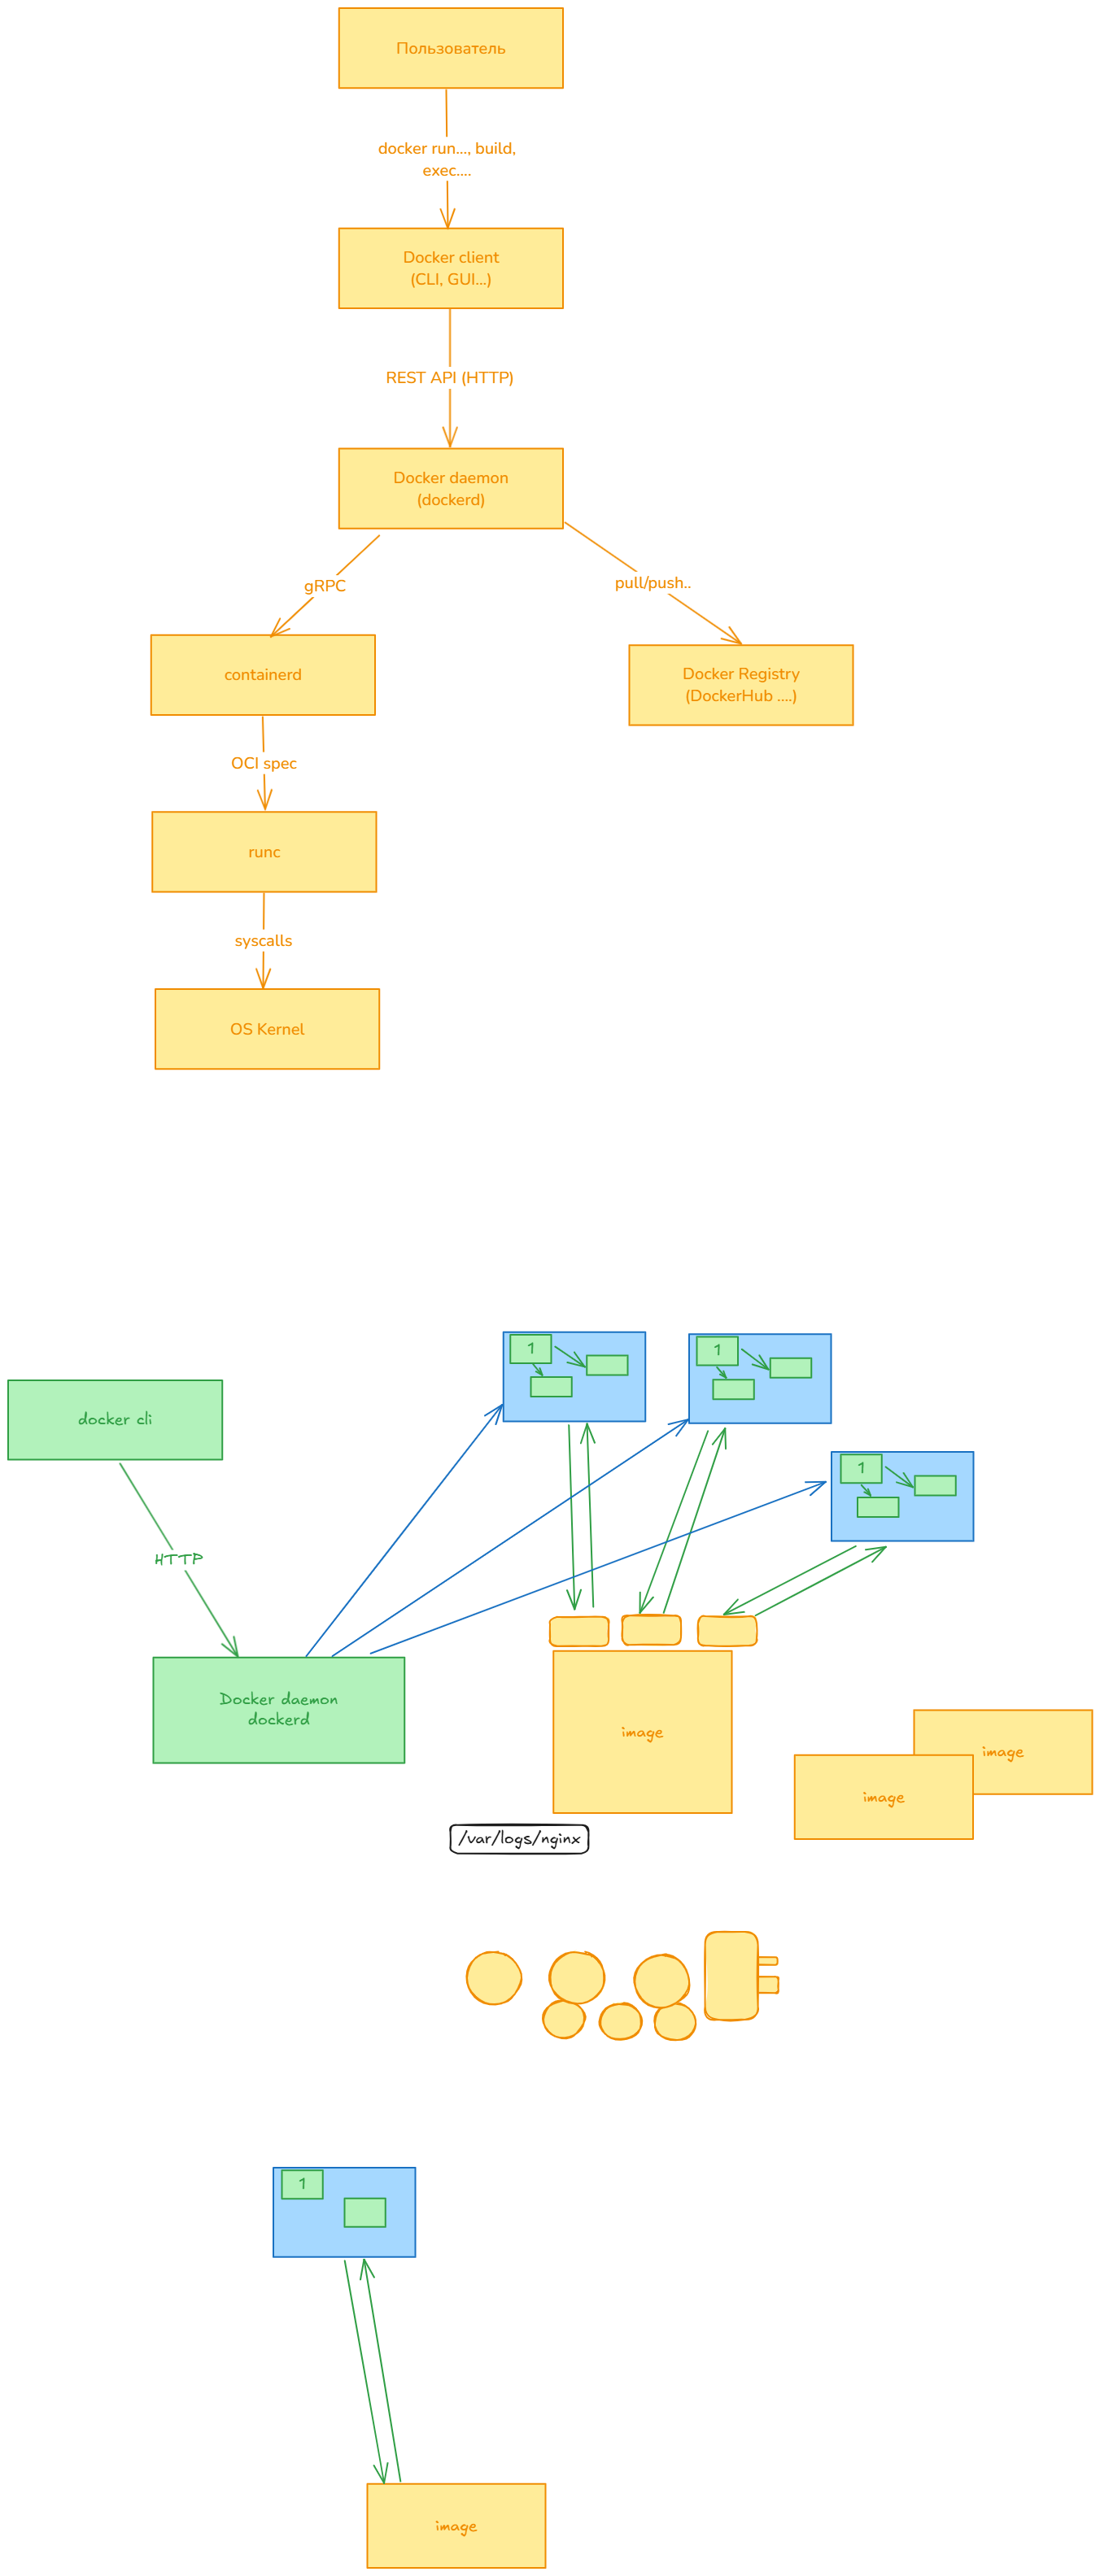 Пользователь
docker run..., build,
exec....
Docker client
(CLI, GUI...)
REST API (HTTP)
Docker daemon
(dockerd)
gRPC
pull/push..
containerd
Docker Registry
(DockerHub ....)
OCI spec
runc
syscalls
OS Kernel
1
1
docker cli
1
HTTP
Docker daemon
dockerd
image
image
image
/var/logs/nginx
1
image